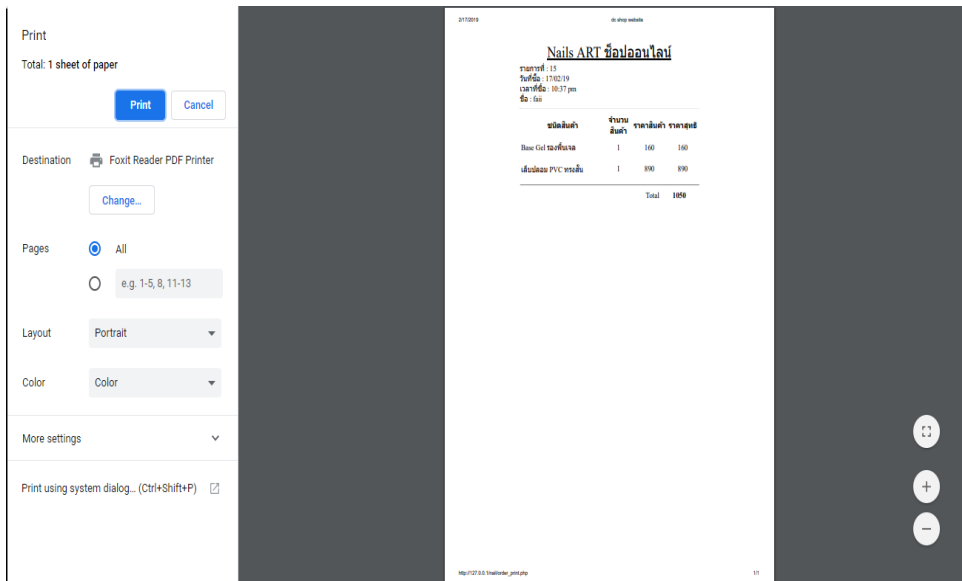 Print
Total: 1 sheet of paper
Print Cancel
Destination Foxit Reader PDF Printer
Change...
Pages All
e.g. 1-5, 8, 11-13
Layout Portrait
Color Color
More settings
Print using system dialog... (Ctrl+Shift+P)
2/17/2019 dc shop website
Nails ART ช็อปออนไลน์
รายการที่ : 15
วันที่ซื้อ : 17/02/19
เวลาที่ซื้อ : 10:37 pm
ชื่อ : faii
ชนิดสินค้า จำนวนสินค้า ราคาสินค้า ราคาสุทธิ
Base Gel รองพื้นเจล 1 160 160
เล็บปลอม PVC ทรงสั้น 1 890 890
Total 1050
http://127.0.0.1/nail/order_print.php 1/1